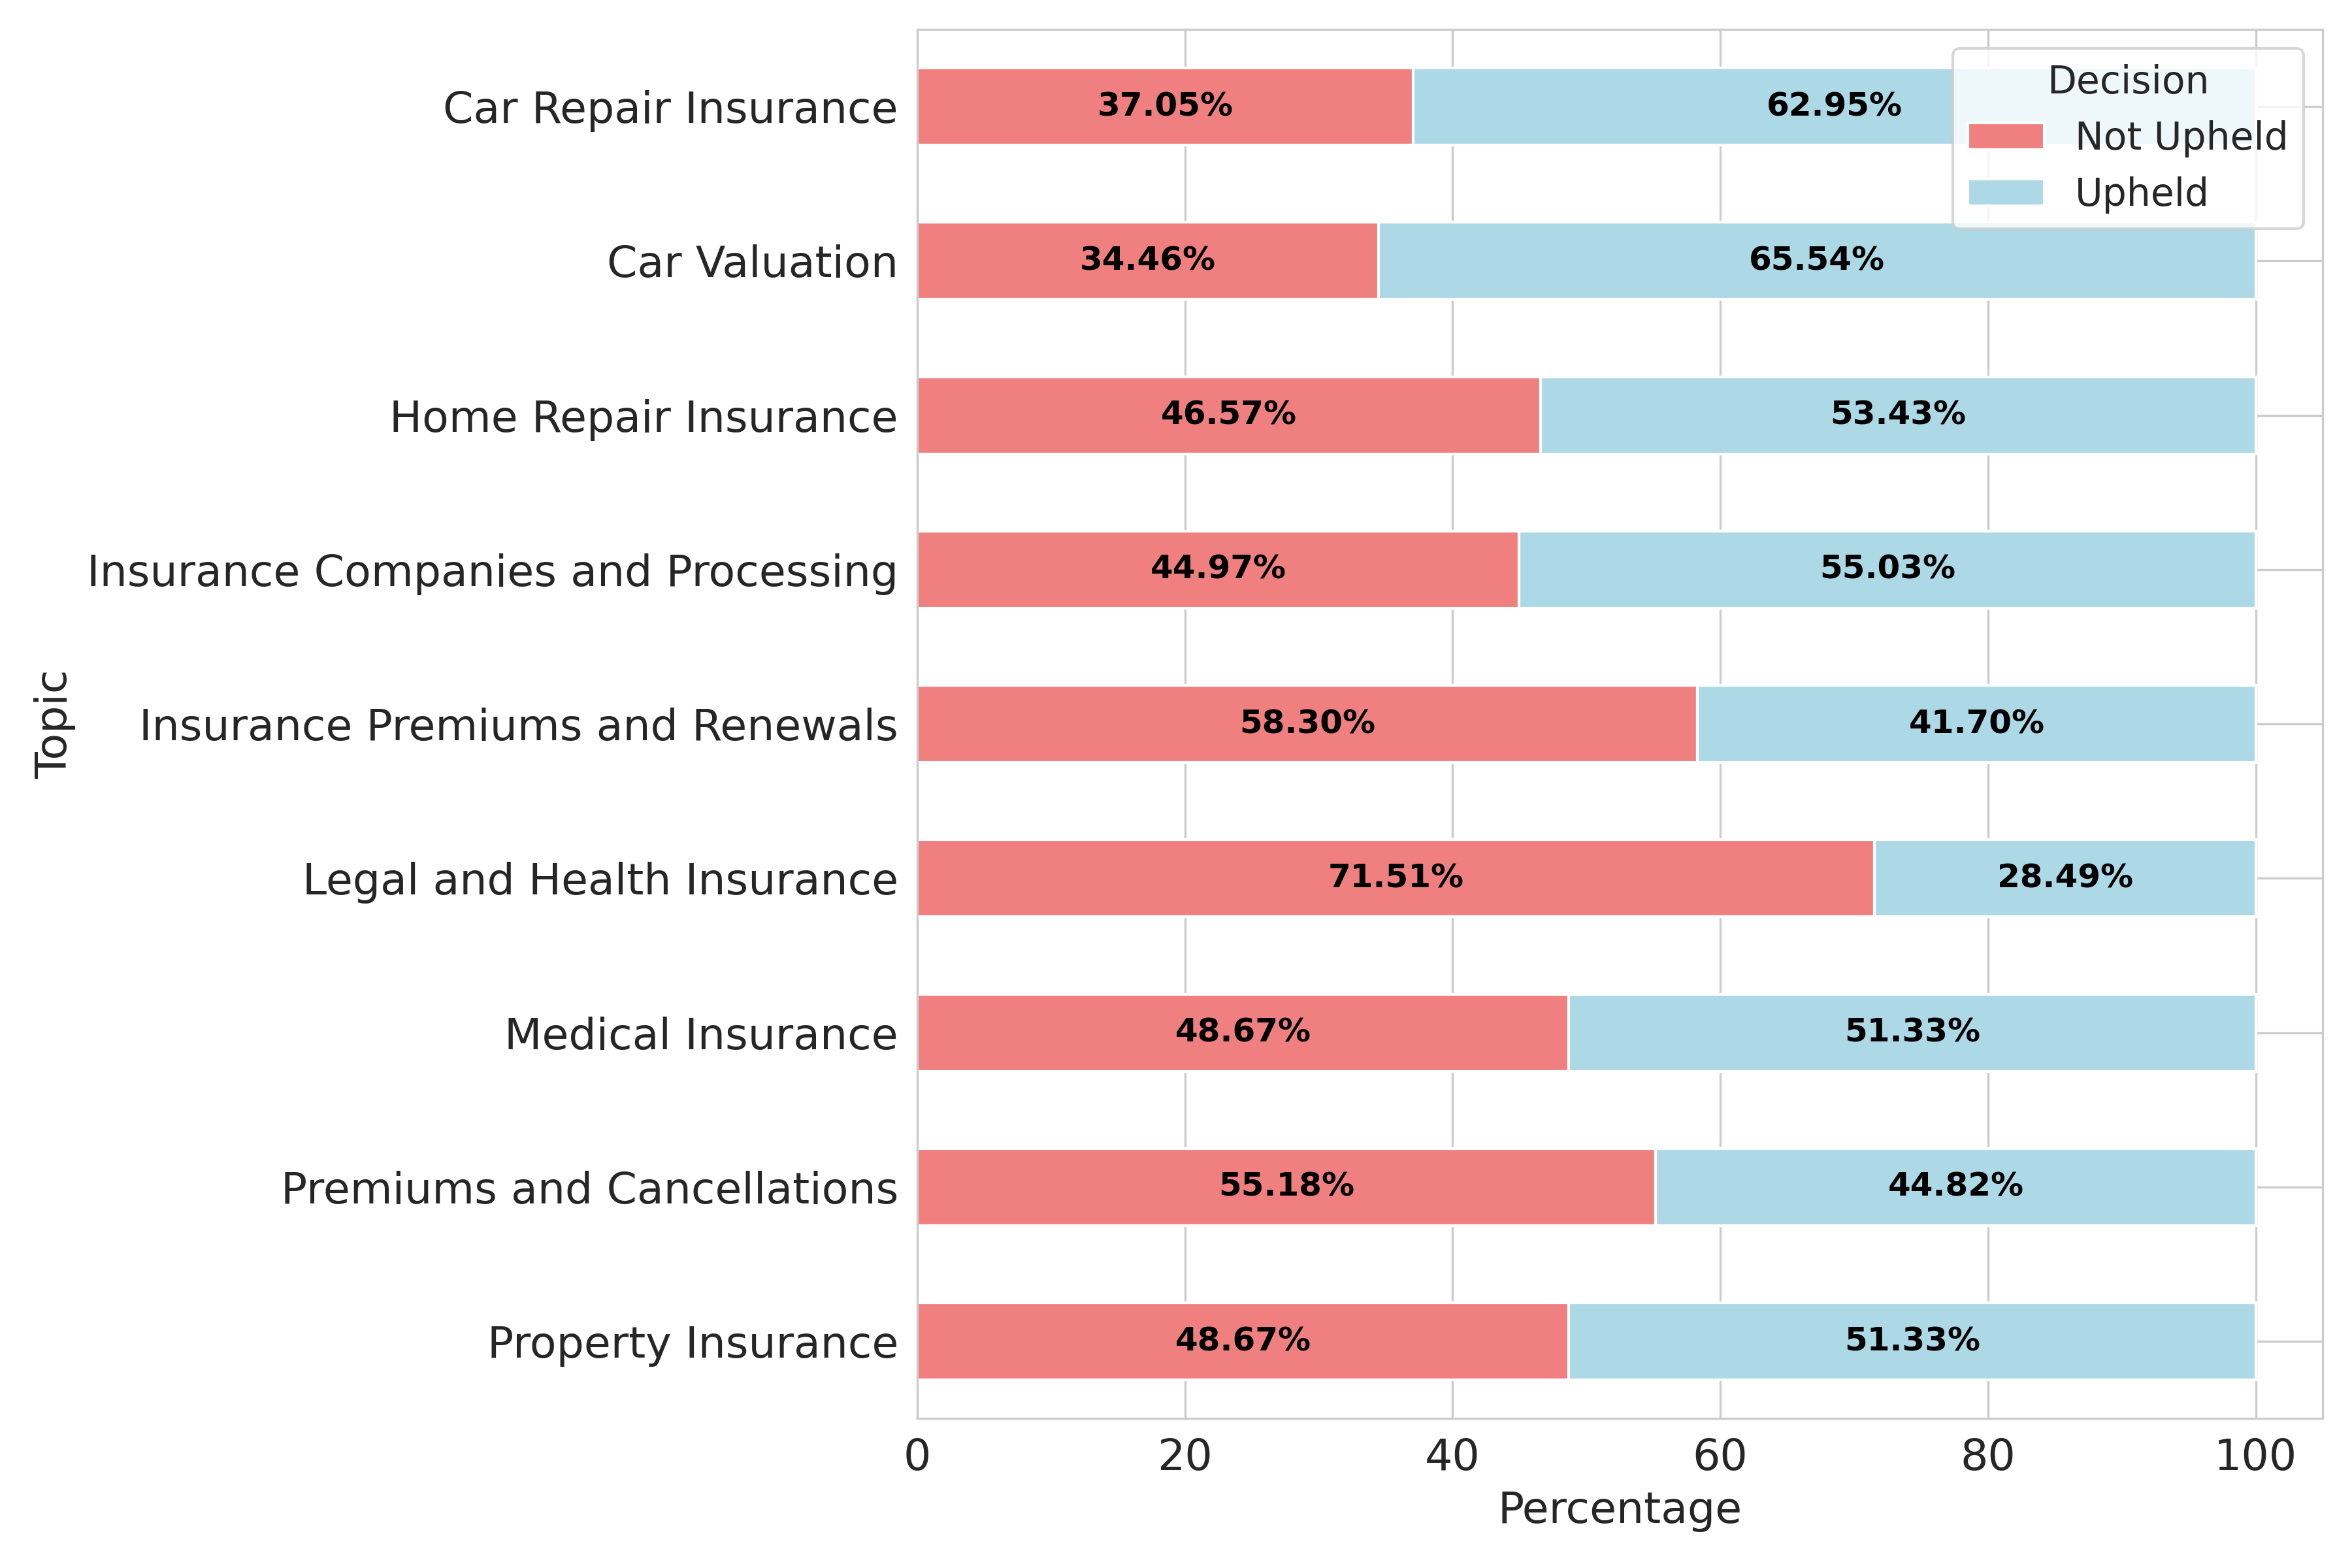 Decision
Not Upheld
Upheld
Topic
Car Repair Insurance 37.05% 62.95%
Car Valuation 34.46% 65.54%
Home Repair Insurance 46.57% 53.43%
Insurance Companies and Processing 44.97% 55.03%
Insurance Premiums and Renewals 58.30% 41.70%
Legal and Health Insurance 71.51% 28.49%
Medical Insurance 48.67% 51.33%
Premiums and Cancellations 55.18% 44.82%
Property Insurance 48.67% 51.33%
0 20 40 60 80 100
Percentage